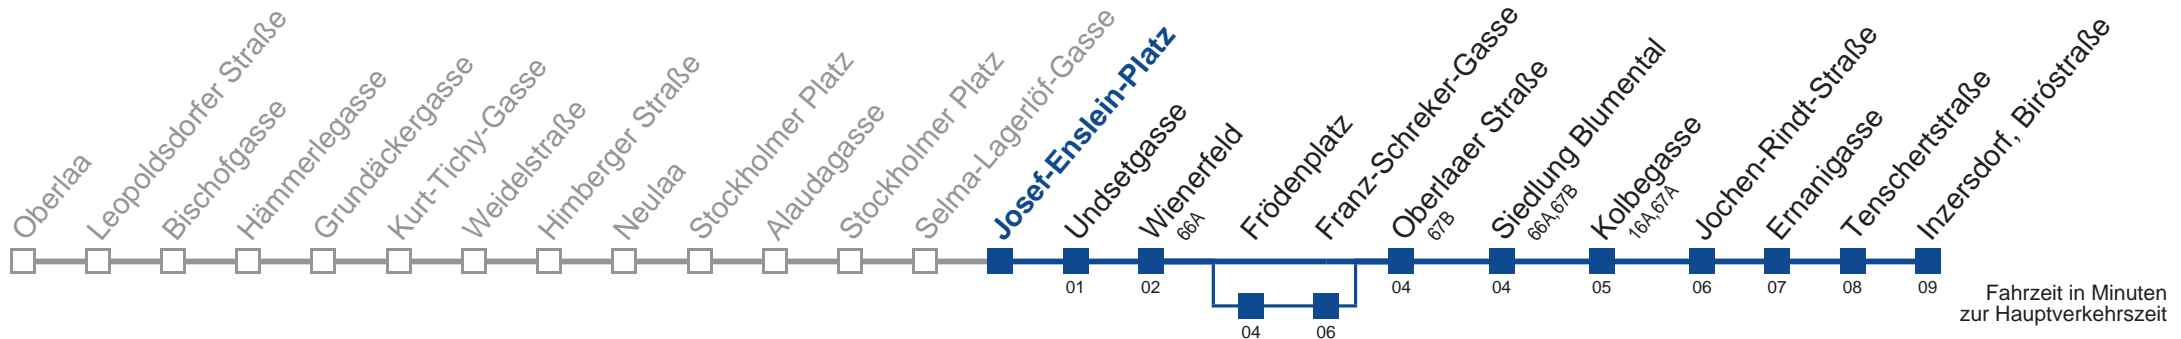 Oberlaa
Leopoldsdorfer Straße
Bischofgasse
Hämmerlegasse
Grundäckergasse
Kurt-Tichy-Gasse
Weidelstraße
Himberger Straße
Neulaa
Stockholmer Platz
Alaudagasse
Stockholmer Platz
Selma-Lagerlöf-Gasse
Josef-Enslein-Platz
Undsetgasse
Wienerfeld
66A
Frödenplatz
Franz-Schreker-Gasse
Oberlaaer Straße
67B
Siedlung Blumental
66A,67B
Kolbegasse
16A,67A
Jochen-Rindt-Straße
Ernanigasse
Tenschertstraße
Inzersdorf, Biróstraße
01
02
04
04
05
06
07
08
09
04
06
Fahrzeit in Minuten
zur Hauptverkehrszeit